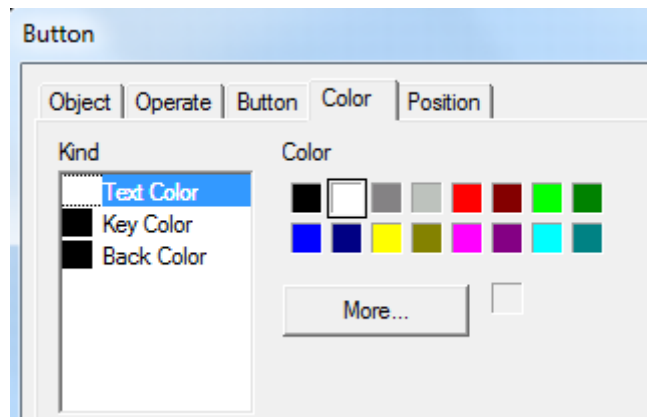 Button
Object Operate Button Color Position
Kind Color
Text Color
Key Color
Back Color
More...